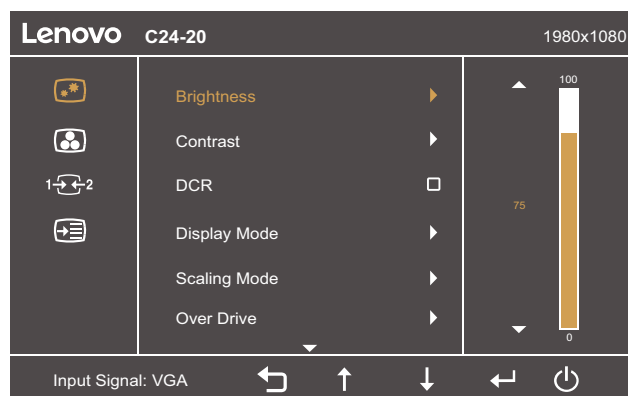 Lenovo C24-20 1980x1080
100
Brightness
Contrast
1 2
DCR
75
Display Mode
Scaling Mode
Over Drive
0
Input Signal: VGA